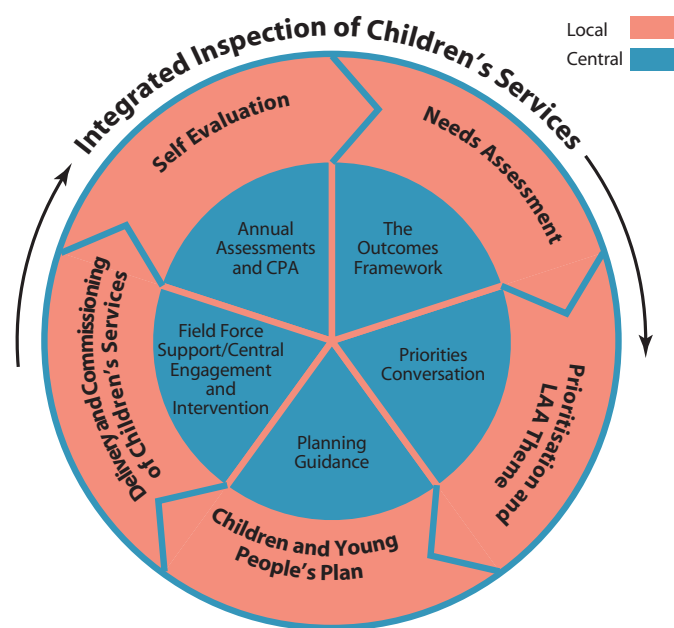 Integrated Inspection of Children’s Services
Local
Central
Self Evaluation
Needs Assessment
Prioritisation and
LAA Theme
Children and Young
People’s Plan
Delivery and Commissioning
of Children’s Services
Annual
Assessments
and CPA
The
Outcomes
Framework
Priorities
Conversation
Planning
Guidance
Field Force
Support/Central
Engagement
and
Intervention